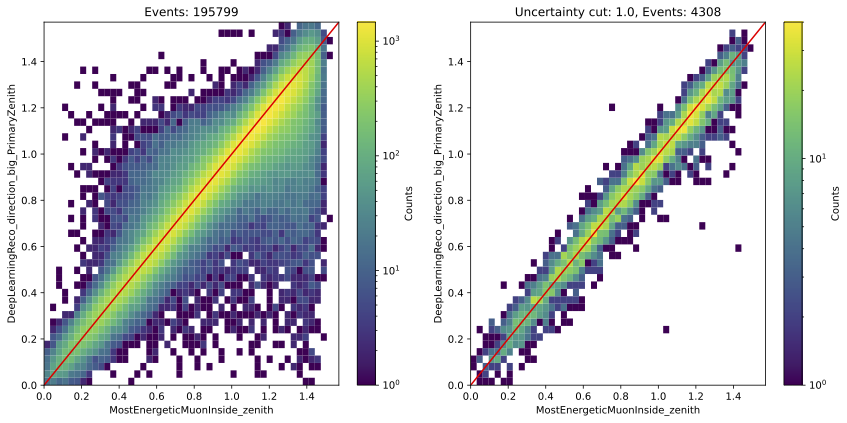 Events: 195799
DeepLearningReco_direction_big_PrimaryZenith
1.4
1.2
1.0
0.8
0.6
0.4
0.2
0.0
0.0 0.2 0.4 0.6 0.8 1.0 1.2 1.4
MostEnergeticMuonInside_zenith
10³
10²
10¹
10⁰
Counts
Uncertainty cut: 1.0, Events: 4308
DeepLearningReco_direction_big_PrimaryZenith
1.4
1.2
1.0
0.8
0.6
0.4
0.2
0.0
0.0 0.2 0.4 0.6 0.8 1.0 1.2 1.4
MostEnergeticMuonInside_zenith
10¹
10⁰
Counts